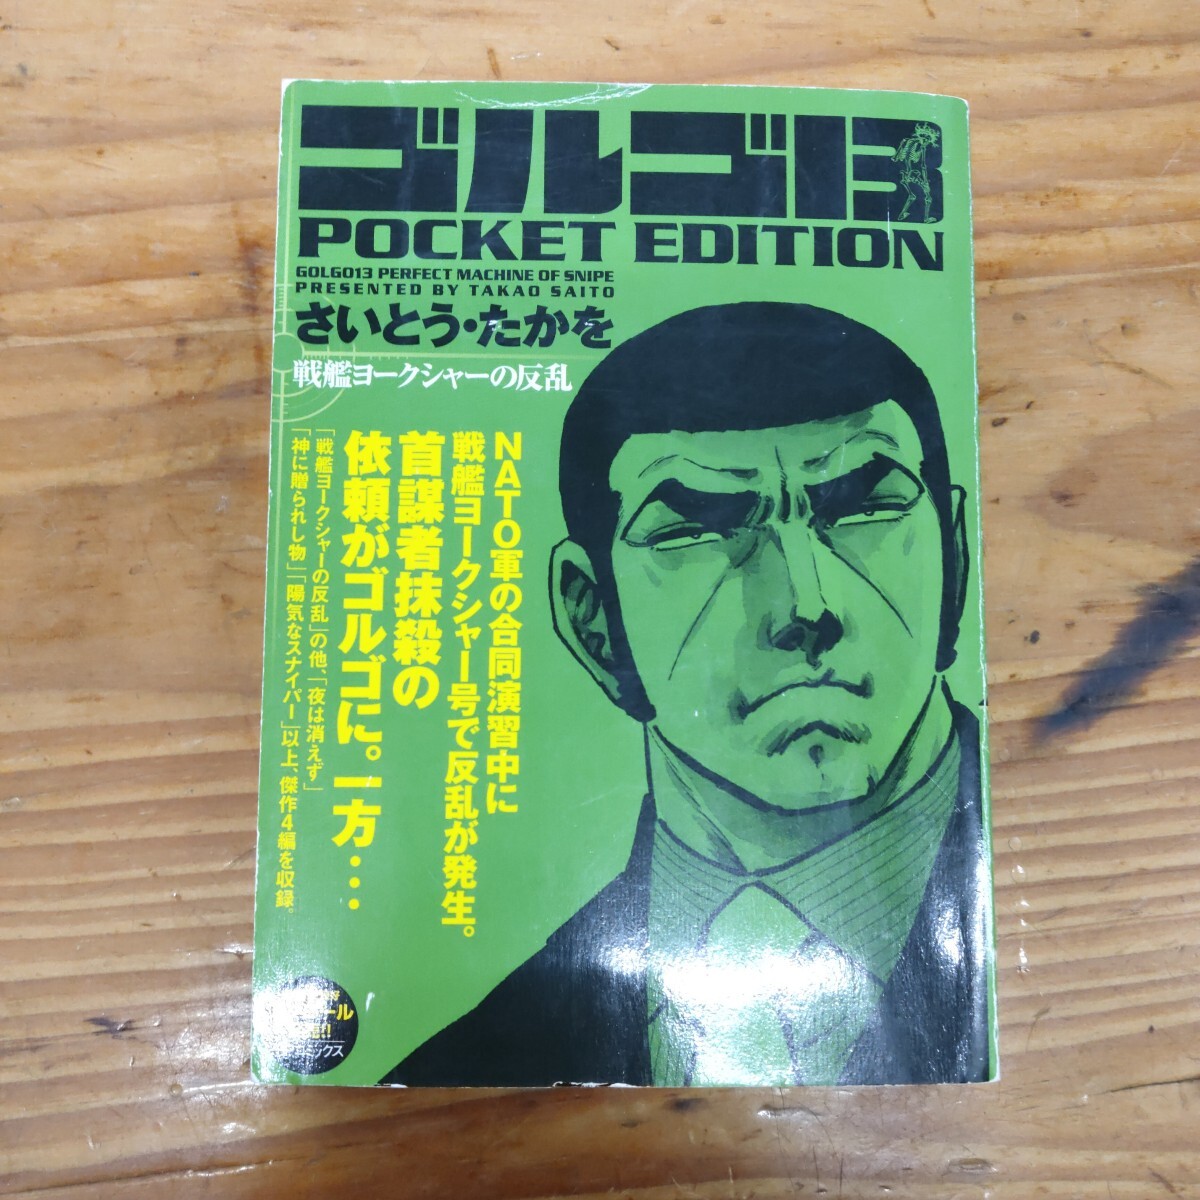 ゴルゴ13
POCKET EDITION
GOLGO13 PERFECT MACHINE OF SNIPE
PRESENTED BY TAKAO SAITO
さいとう・たかを
戦艦ヨークシャーの反乱
NATO軍の合同演習中に
戦艦ヨークシャー号で反乱が発生。
首謀者抹殺の
依頼がゴルゴに。一方…
「戦艦ヨークシャーの反乱」の他、「夜は消えず」
「神に贈られし物」「陽気なスナイパー」以上、傑作4編を収録。